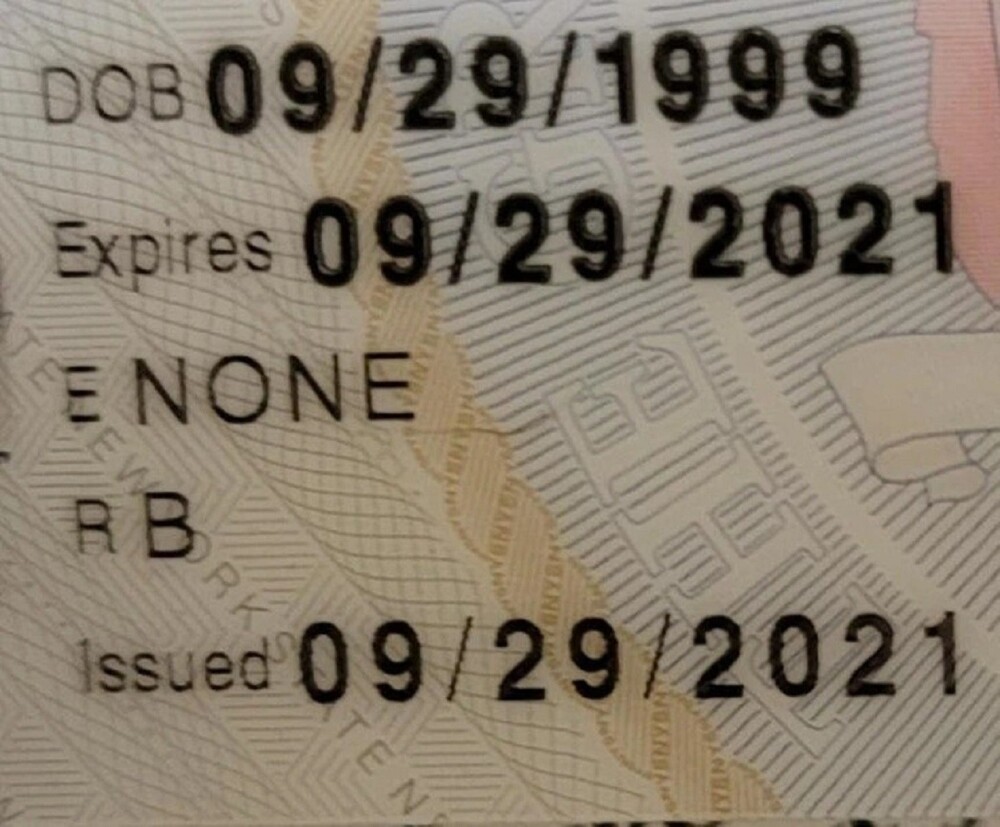 DOB 09/29/1999
Expires 09/29/2021
E NONE
R B
Issued 09/29/2021